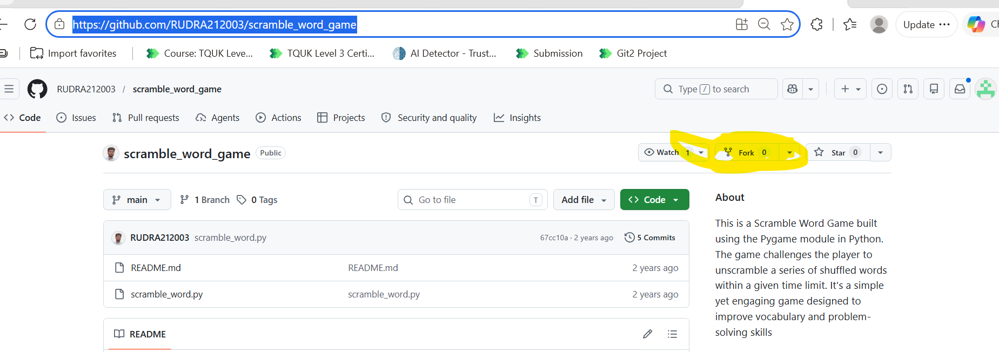 https://github.com/RUDRA212003/scramble_word_game
Update
Import favorites
Course: TQUK Leve...
TQUK Level 3 Certi...
AI Detector - Trust...
Submission
Git2 Project
RUDRA212003 / scramble_word_game
Type / to search
Code
Issues
Pull requests
Agents
Actions
Projects
Security and quality
Insights
scramble_word_game
Public
Watch 1
Fork 0
Star 0
main
1 Branch
0 Tags
Go to file
T
Add file
Code
RUDRA212003 scramble_word.py
67cc10a · 2 years ago
5 Commits
README.md README.md 2 years ago
scramble_word.py scramble_word.py 2 years ago
README
About
This is a Scramble Word Game built
using the Pygame module in Python.
The game challenges the player to
unscramble a series of shuffled words
within a given time limit. It's a simple
yet engaging game designed to
improve vocabulary and problem-
solving skills